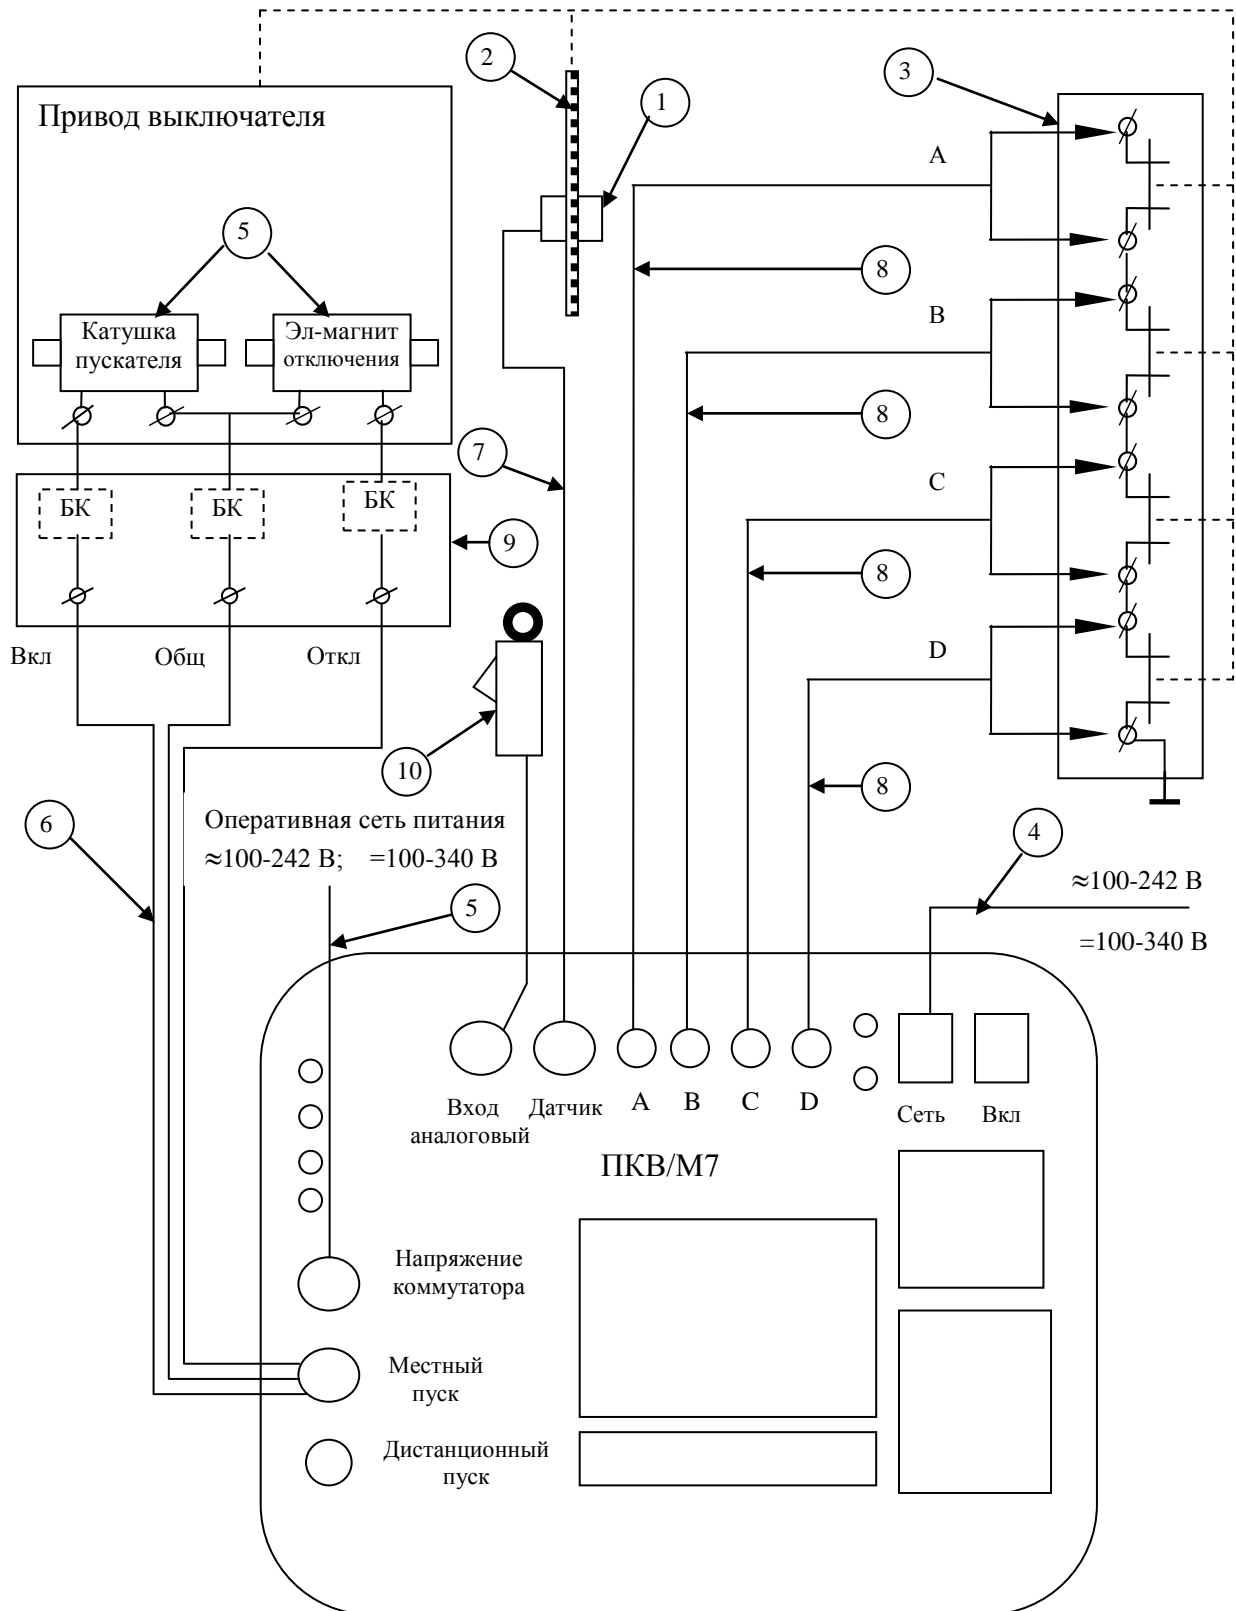 2
1
3
Привод выключателя
A
5
8
Катушка
пускателя
Эл-магнит
отключения
B
8
7
C
БК
БК
БК
9
8
Вкл
Общ
Откл
D
10
8
6
Оперативная сеть питания
≈100-242 В; =100-340 В
4
≈100-242 В
5
=100-340 В
Вход
аналоговый
Датчик
A
B
C
D
Сеть
Вкл
ПКВ/М7
Напряжение
коммутатора
Местный
пуск
Дистанционный
пуск